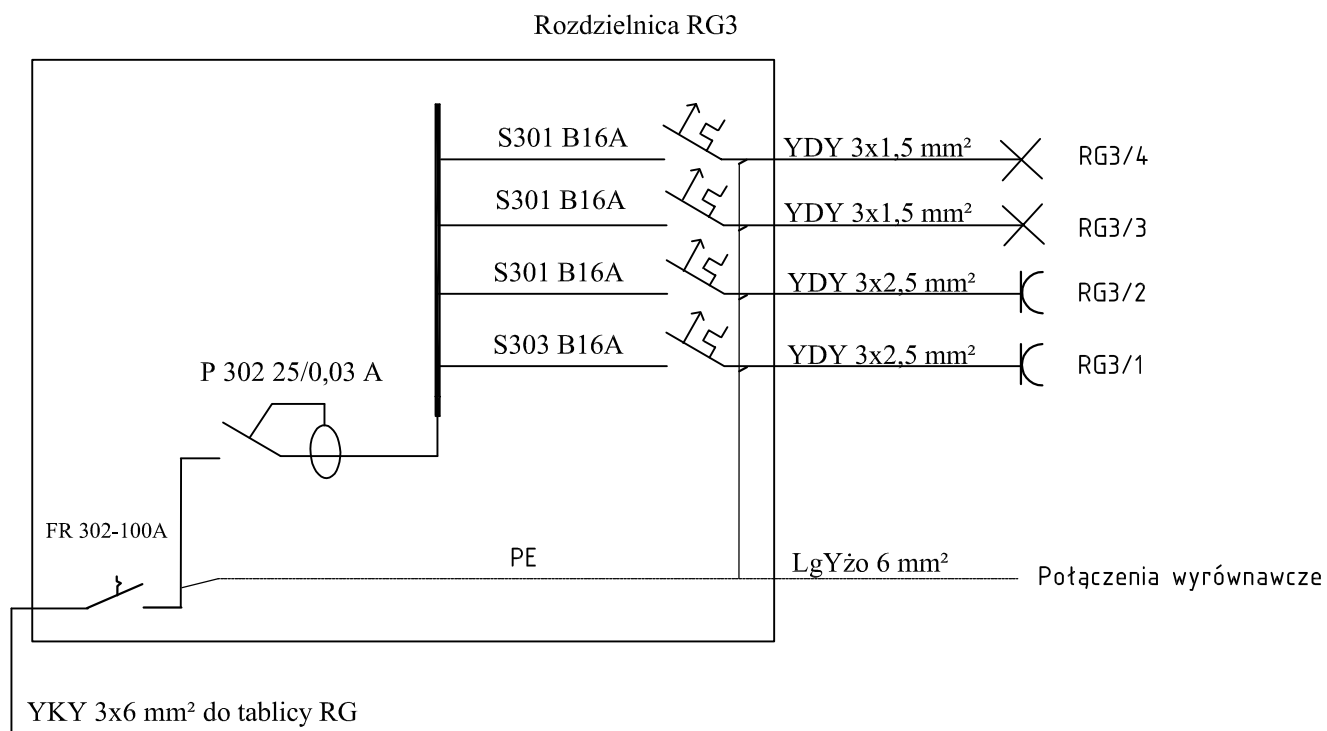 Rozdzielnica RG3
S301 B16A
YDY 3x1,5 mm²
RG3/4
S301 B16A
YDY 3x1,5 mm²
RG3/3
S301 B16A
YDY 3x2,5 mm²
RG3/2
S303 B16A
YDY 3x2,5 mm²
RG3/1
P 302 25/0,03 A
FR 302-100A
PE
LgYżo 6 mm²
Połączenia wyrównawcze
YKY 3x6 mm² do tablicy RG